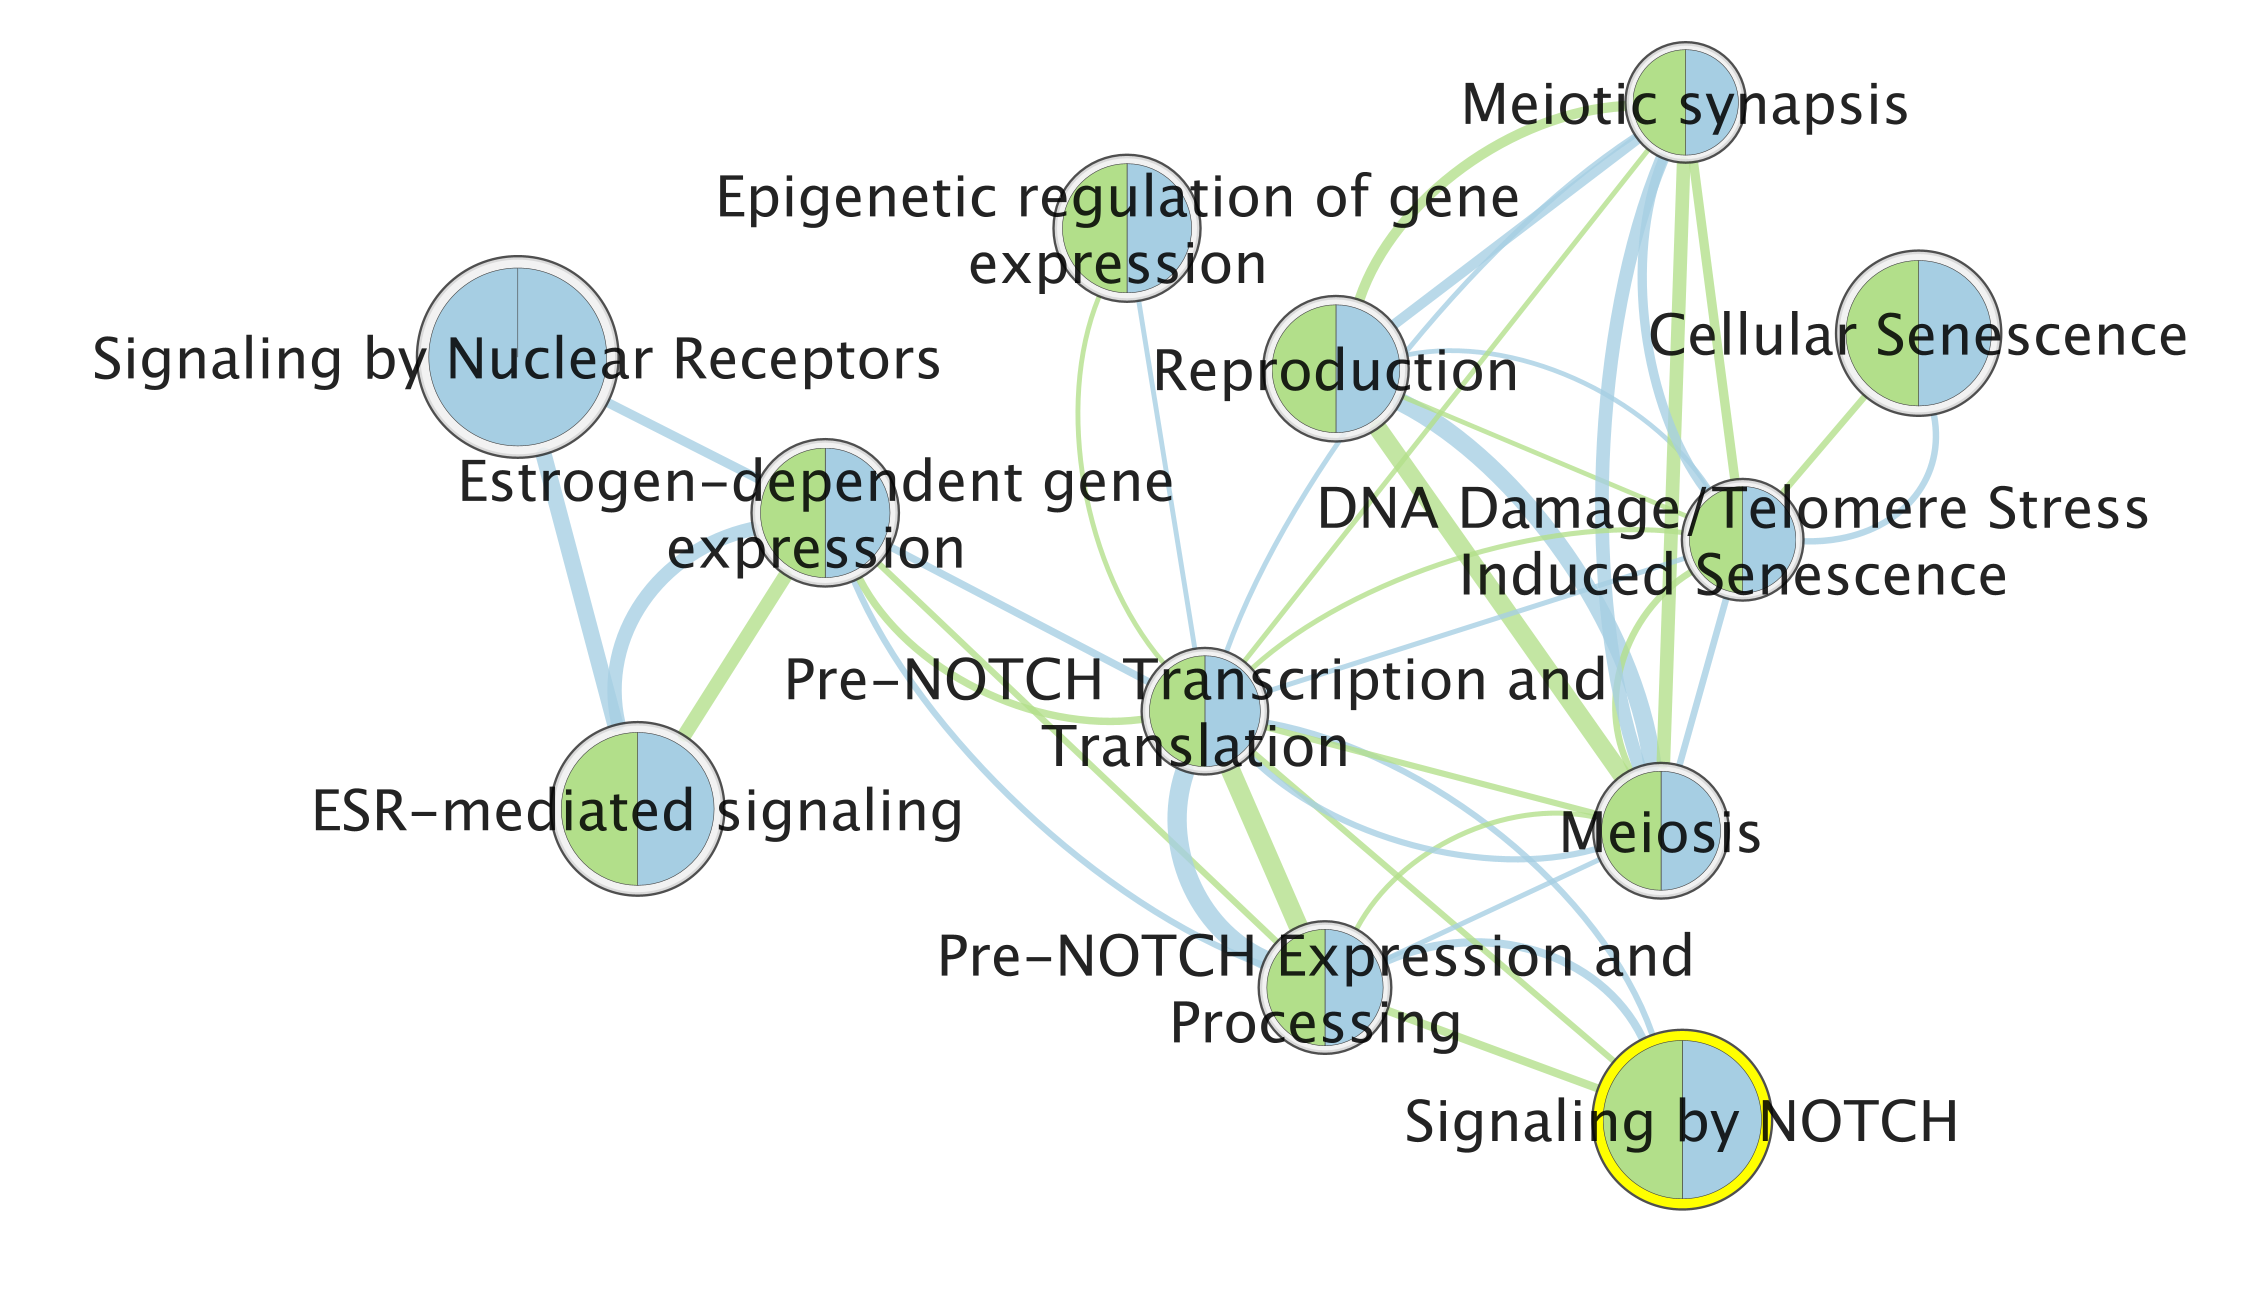 Meiotic synapsis
Epigenetic regulation of gene
expression
Signaling by Nuclear Receptors
Cellular Senescence
Reproduction
Estrogen-dependent gene
expression
DNA Damage/Telomere Stress
Induced Senescence
Pre-NOTCH Transcription and
Translation
ESR-mediated signaling
Meiosis
Pre-NOTCH Expression and
Processing
Signaling by NOTCH